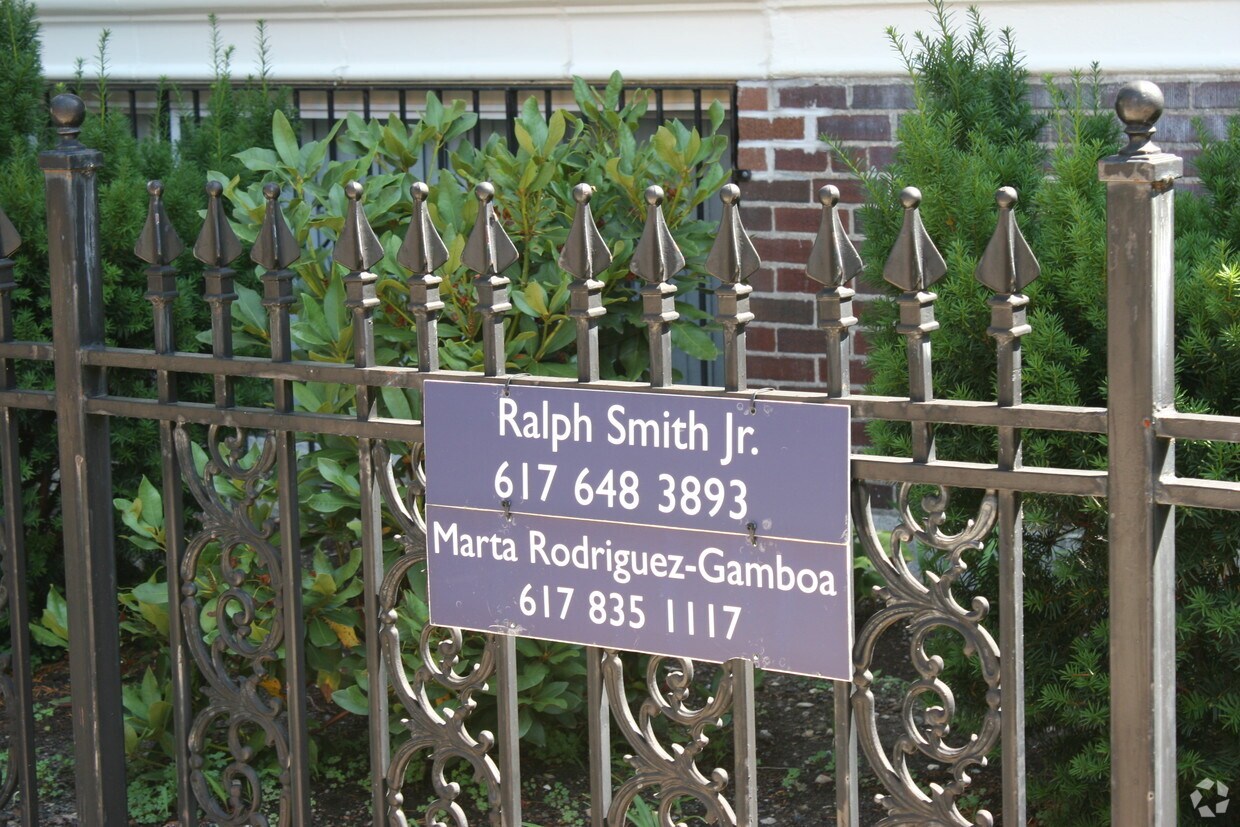 Ralph Smith Jr.
617 648 3893
Marta Rodriguez-Gamboa
617 835 1117